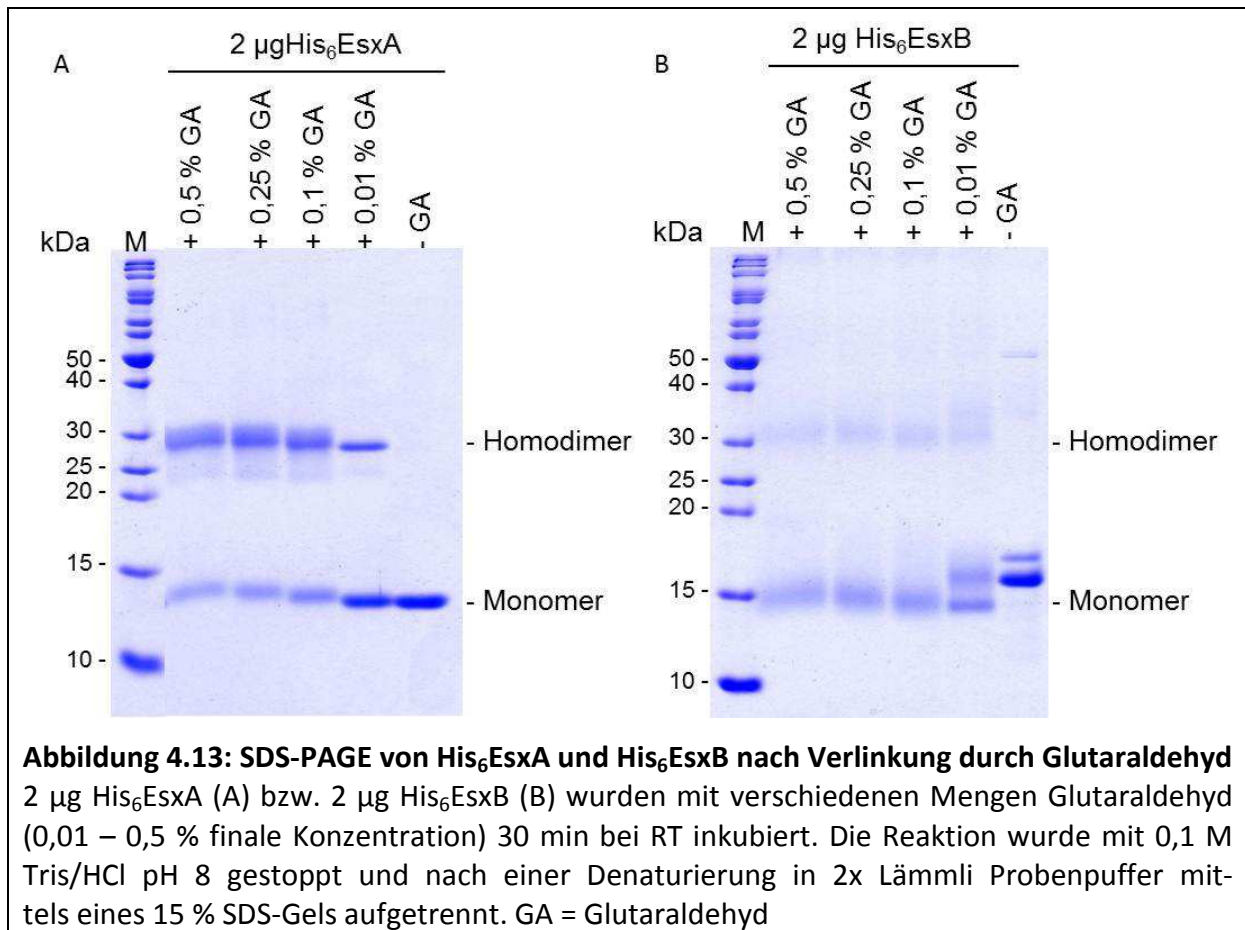 A
2 µgHis₆EsxA
+ 0,5 % GA
+ 0,25 % GA
+ 0,1 % GA
+ 0,01 % GA
- GA
kDa
M
50 -
40 -
30 -
25 -
20 -
15 -
10 -
- Homodimer
- Monomer
B
2 µg His₆EsxB
+ 0,5 % GA
+ 0,25 % GA
+ 0,1 % GA
+ 0,01 % GA
- GA
kDa
M
50 -
40 -
30 -
25 -
20 -
15 -
10 -
- Homodimer
- Monomer
Abbildung 4.13: SDS-PAGE von His₆EsxA und His₆EsxB nach Verlinkung durch Glutaraldehyd
2 µg His₆EsxA (A) bzw. 2 µg His₆EsxB (B) wurden mit verschiedenen Mengen Glutaraldehyd
(0,01 – 0,5 % finale Konzentration) 30 min bei RT inkubiert. Die Reaktion wurde mit 0,1 M
Tris/HCl pH 8 gestoppt und nach einer Denaturierung in 2x Lämmli Probenpuffer mit-
tels eines 15 % SDS-Gels aufgetrennt. GA = Glutaraldehyd